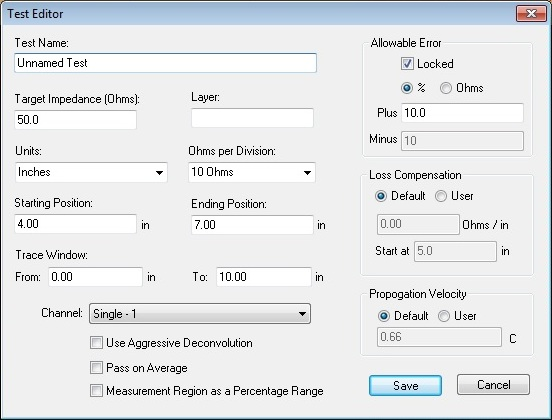 Test Editor
Test Name:
Unnamed Test
Target Impedance (Ohms):
50.0
Layer:
Units:
Inches
Ohms per Division:
10 Ohms
Starting Position:
4.00 in
Ending Position:
7.00 in
Trace Window:
From: 0.00 in
To: 10.00 in
Channel: Single - 1
Use Aggressive Deconvolution
Pass on Average
Measurement Region as a Percentage Range
Allowable Error
Locked
% Ohms
Plus 10.0
Minus 10
Loss Compensation
Default User
0.00 Ohms / in
Start at 5.0 in
Propogation Velocity
Default User
0.66 C
Save Cancel